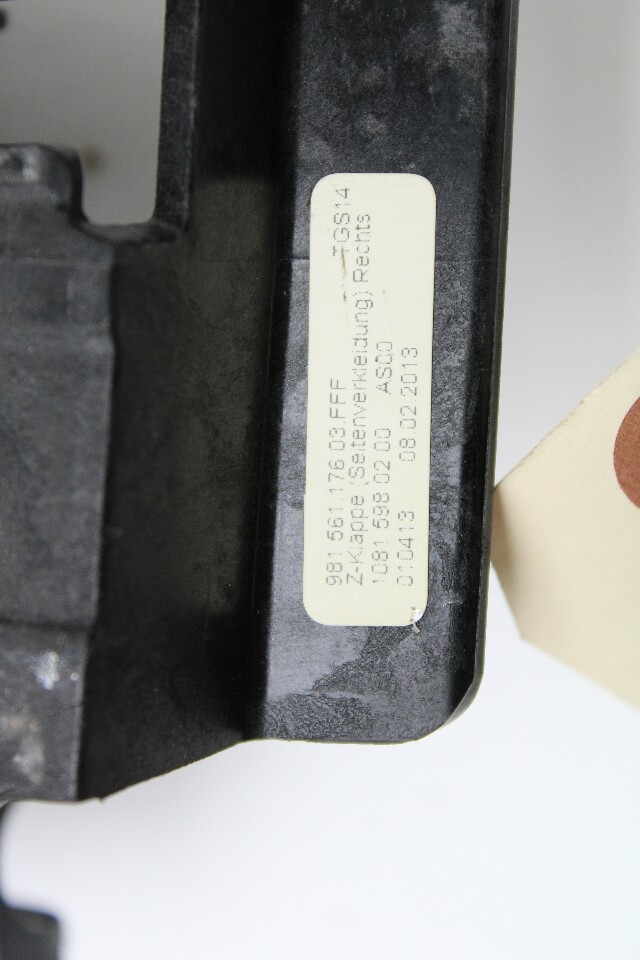 981.561.176.03.FFF TGS14
Z-Klappe (Seitenverkleidung) Rechts
1081 598 02 00 AS00
010413 08.02.2013